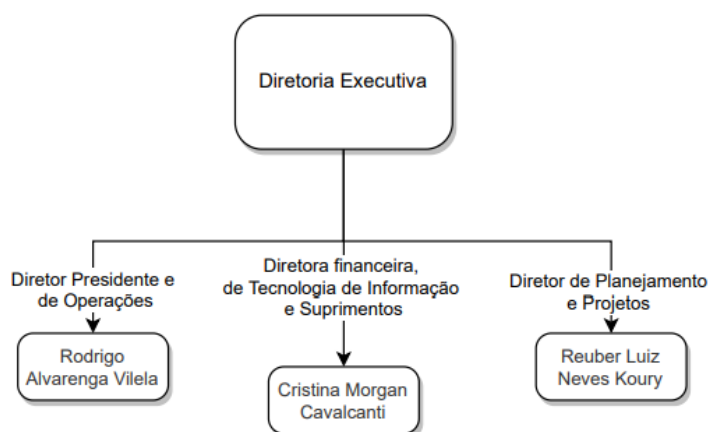 Diretoria Executiva
Diretor Presidente e
de Operações
Diretora financeira,
de Tecnologia de Informação
e Suprimentos
Diretor de Planejamento
e Projetos
Rodrigo
Alvarenga Vilela
Cristina Morgan
Cavalcanti
Reuber Luiz
Neves Koury